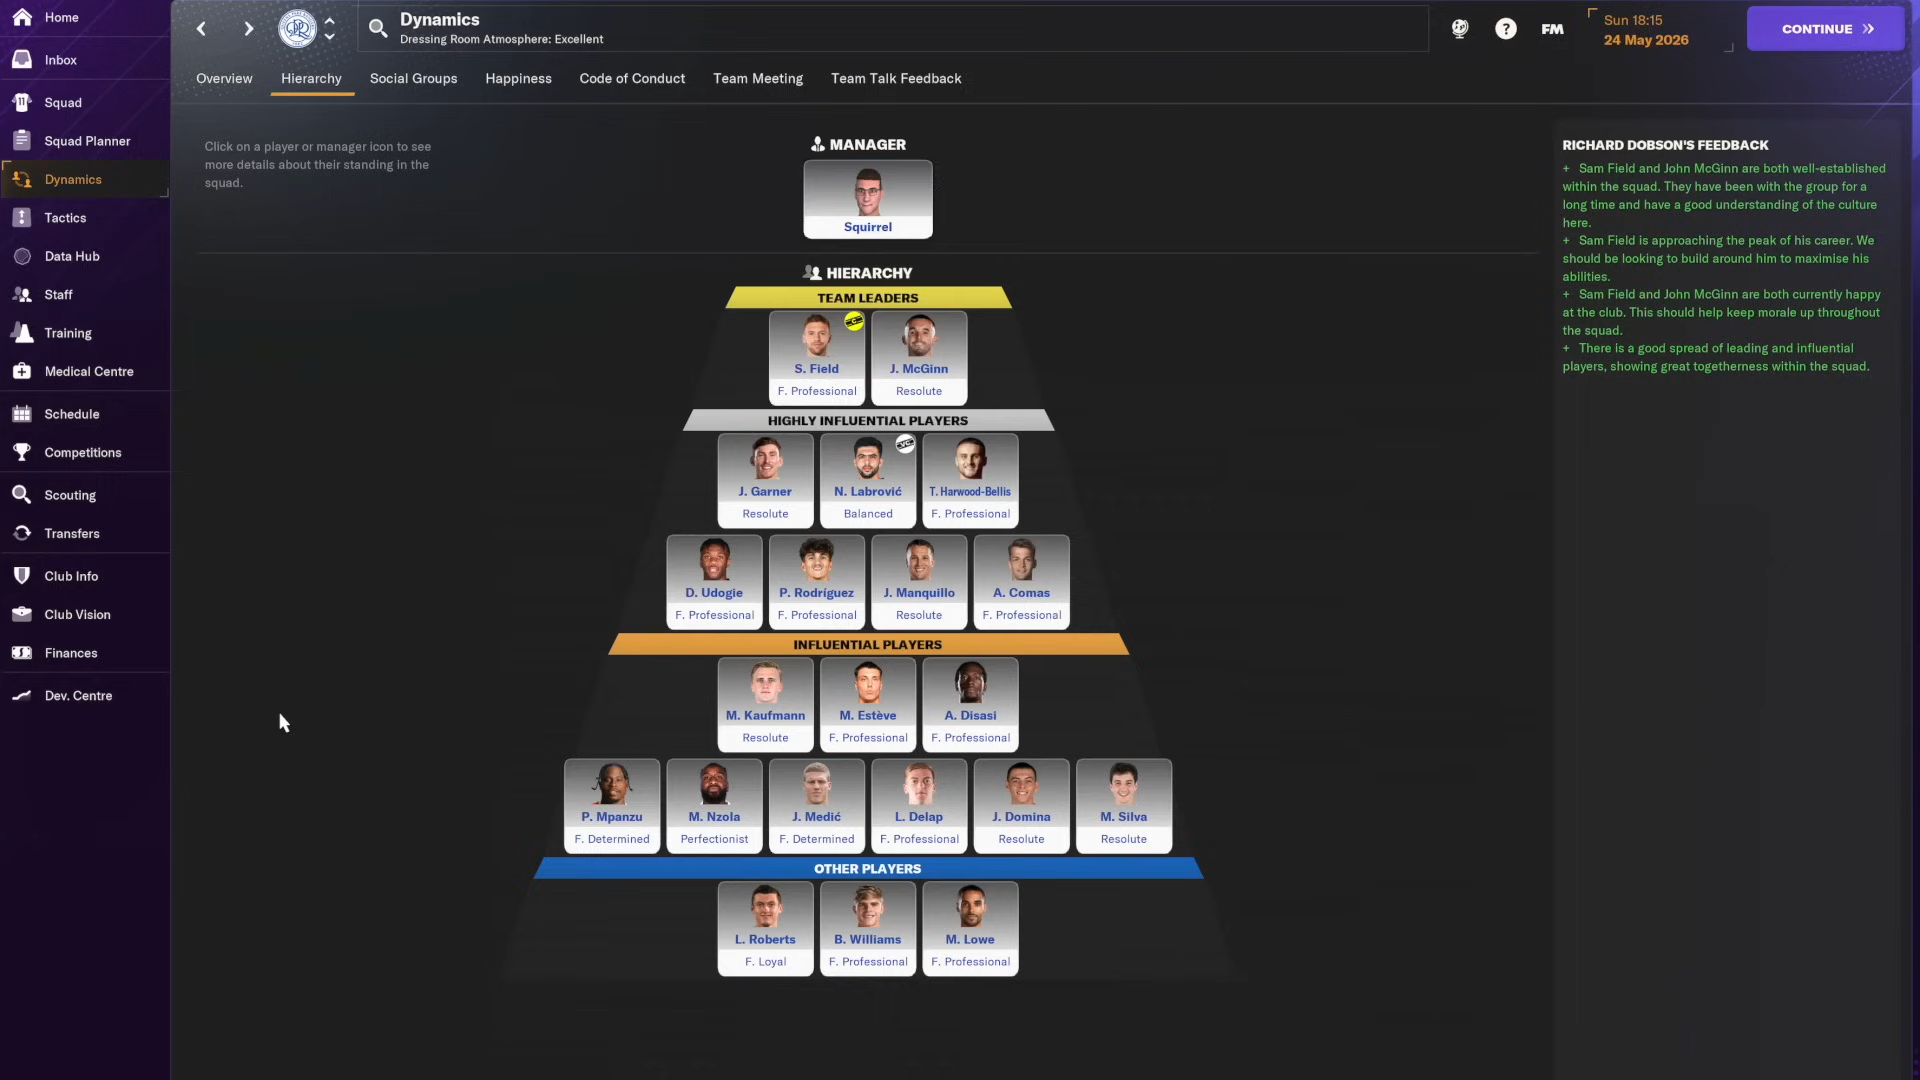 Home
Inbox
Squad
Squad Planner
Dynamics
Tactics
Data Hub
Staff
Training
Medical Centre
Schedule
Competitions
Scouting
Transfers
Club Info
Club Vision
Finances
Dev. Centre
Dynamics
Dressing Room Atmosphere: Excellent
?
FM
Sun 18:15
24 May 2026
CONTINUE
Overview
Hierarchy
Social Groups
Happiness
Code of Conduct
Team Meeting
Team Talk Feedback
Click on a player or manager icon to see
more details about their standing in the
squad.
MANAGER
Squirrel
HIERARCHY
TEAM LEADERS
S. Field
F. Professional
J. McGinn
Resolute
HIGHLY INFLUENTIAL PLAYERS
J. Garner
Resolute
VC
N. Labrović
Balanced
T. Harwood-Bellis
F. Professional
D. Udogie
F. Professional
P. Rodríguez
F. Professional
J. Manquillo
Resolute
A. Comas
F. Professional
INFLUENTIAL PLAYERS
M. Kaufmann
Resolute
M. Estève
F. Professional
A. Disasi
F. Professional
P. Mpanzu
F. Determined
M. Nzola
Perfectionist
J. Medić
F. Determined
L. Delap
F. Professional
J. Domina
Resolute
M. Silva
Resolute
OTHER PLAYERS
L. Roberts
F. Loyal
B. Williams
F. Professional
M. Lowe
F. Professional
RICHARD DOBSON'S FEEDBACK
+ Sam Field and John McGinn are both well-established
within the squad. They have been with the group for a
long time and have a good understanding of the culture
here.
+ Sam Field is approaching the peak of his career. We
should be looking to build around him to maximise his
abilities.
+ Sam Field and John McGinn are both currently happy
at the club. This should help keep morale up throughout
the squad.
+ There is a good spread of leading and influential
players, showing great togetherness within the squad.